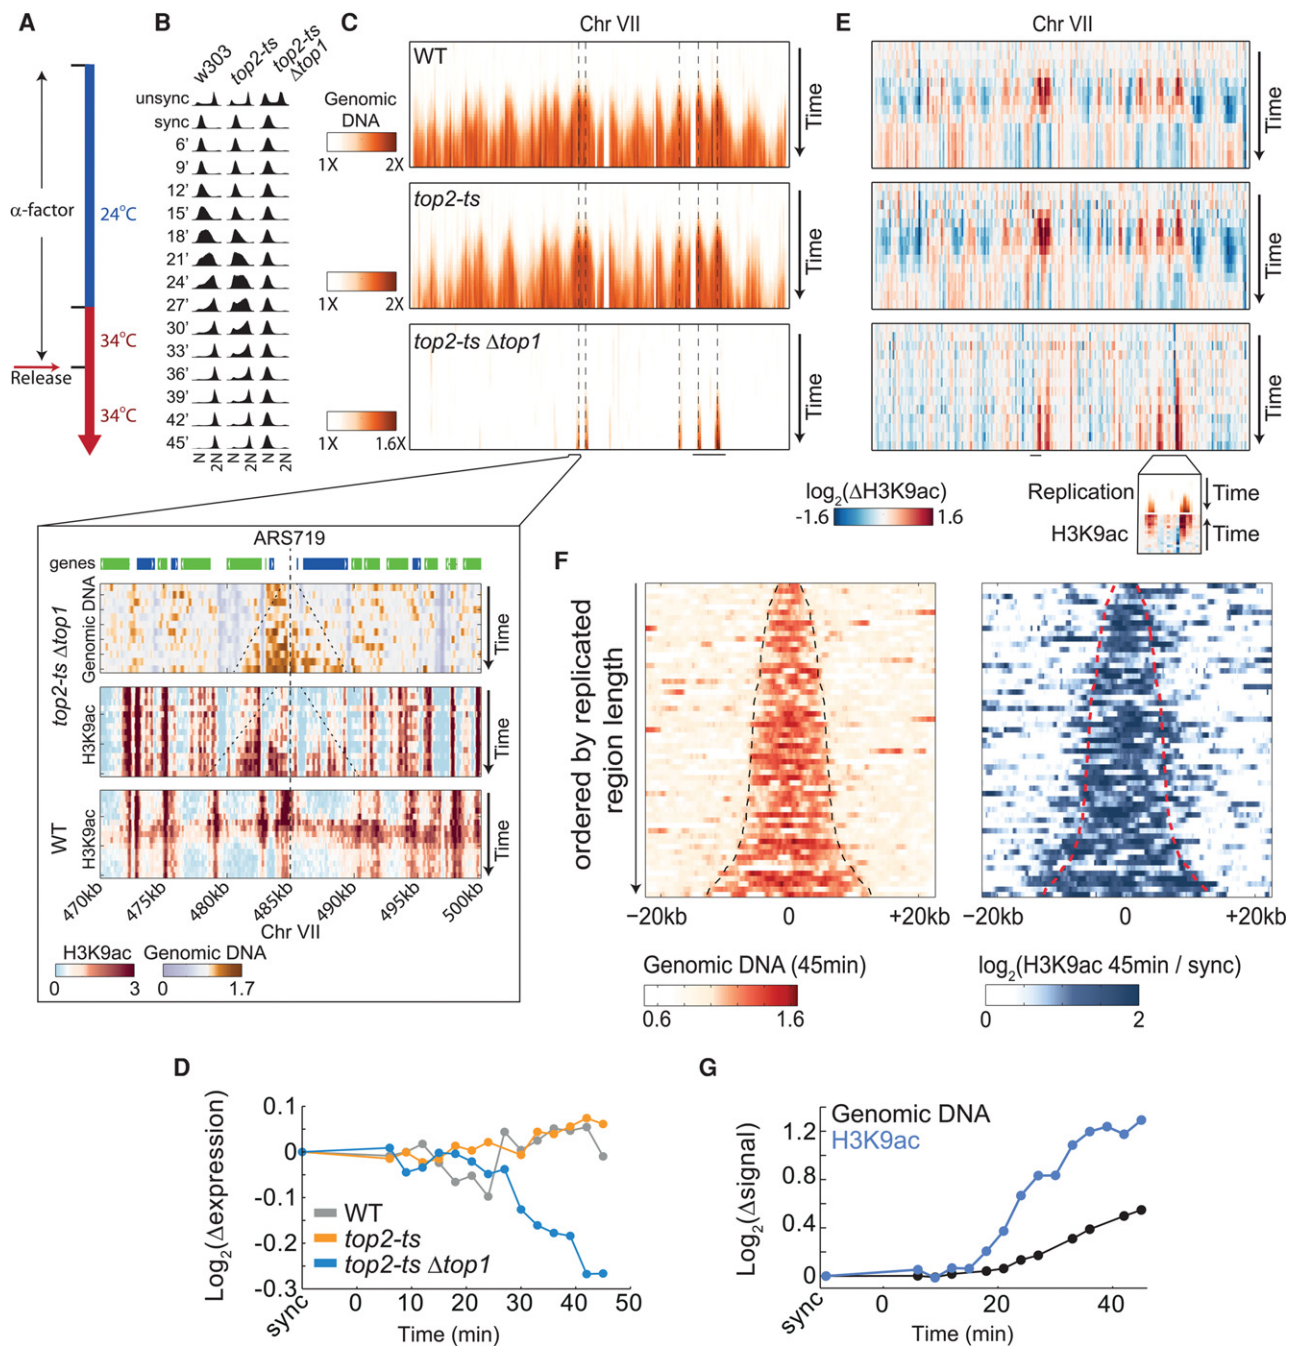 A
α-factor
24°C
34°C
Release
34°C
B
w303
top2-ts
top2-ts
Δtop1
unsync
sync
6'
9'
12'
15'
18'
21'
24'
27'
30'
33'
36'
39'
42'
45'
N
2N
N
2N
N
2N
C
Chr VII
WT
Genomic
DNA
1X 2X
Time
top2-ts
1X 2X
Time
top2-ts Δtop1
1X 1.6X
Time
ARS719
genes
top2-ts Δtop1
Genomic DNA
Time
H3K9ac
Time
WT
H3K9ac
Time
470kb
475kb
480kb
485kb
490kb
495kb
500kb
Chr VII
H3K9ac Genomic DNA
0 3 0 1.7
E
Chr VII
Time
Time
Time
log2(ΔH3K9ac)
-1.6 1.6
Replication Time
H3K9ac Time
F
ordered by replicated
region length
−20kb 0 +20kb
−20kb 0 +20kb
Genomic DNA (45min)
0.6 1.6
log2(H3K9ac 45min / sync)
0 2
D
Log2(Δexpression)
0.1
0
-0.1
-0.2
-0.3
WT
top2-ts
top2-ts Δtop1
sync 0 10 20 30 40 50
Time (min)
G
Log2(Δsignal)
1.2
0.8
0.4
0
Genomic DNA
H3K9ac
sync 0 20 40
Time (min)